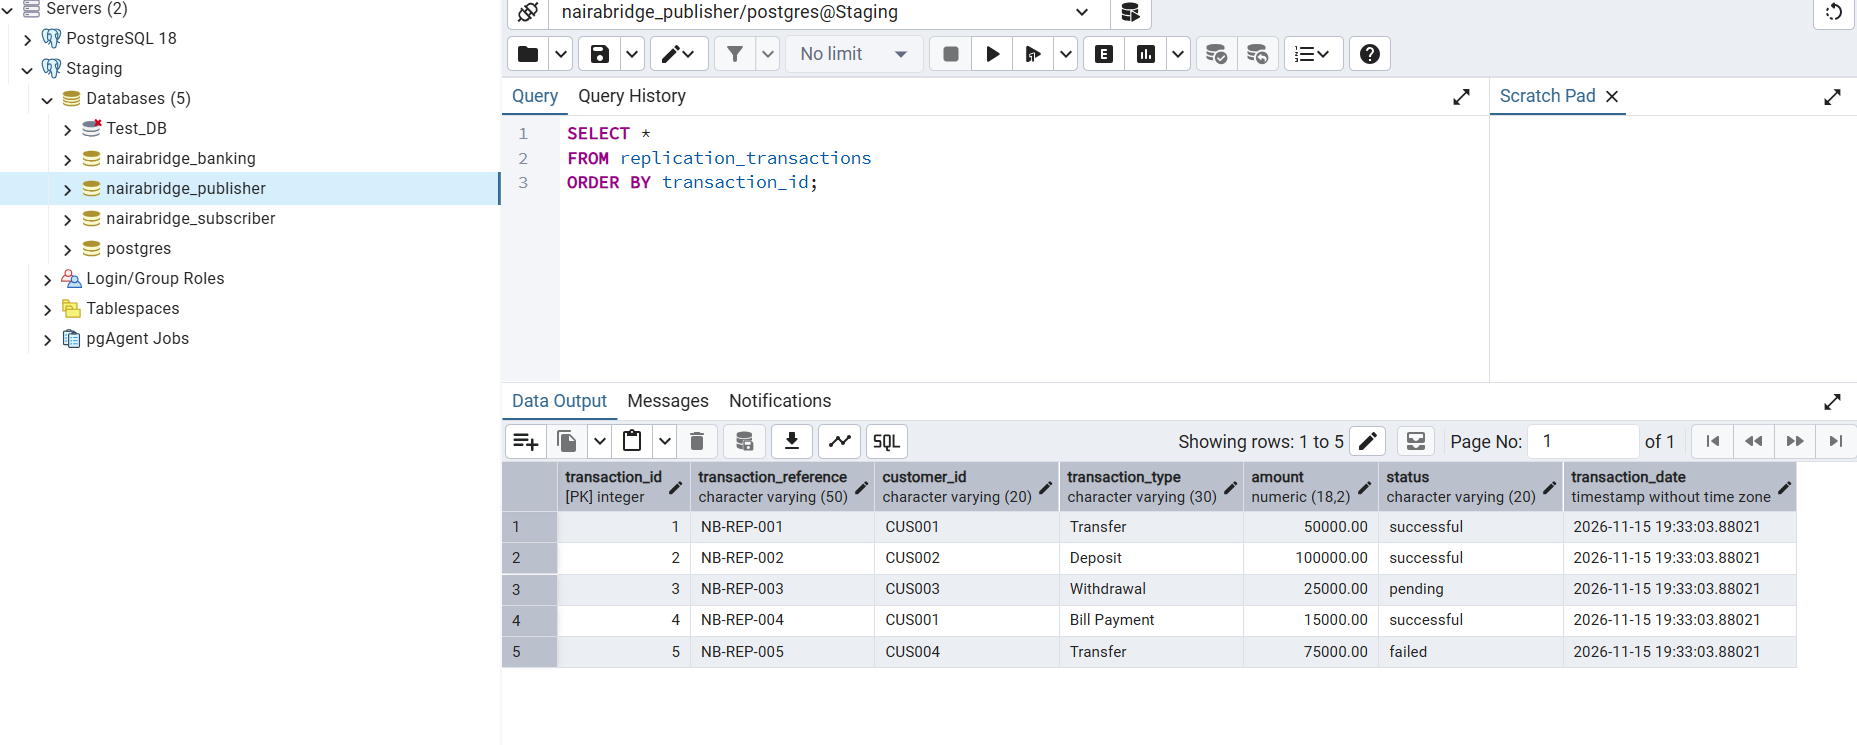 Servers (2)
PostgreSQL 18
Staging
Databases (5)
Test_DB
nairabridge_banking
nairabridge_publisher
nairabridge_subscriber
postgres
Login/Group Roles
Tablespaces
pgAgent Jobs
nairabridge_publisher/postgres@Staging
No limit
E
Query Query History
Scratch Pad
1 SELECT *
2 FROM replication_transactions
3 ORDER BY transaction_id;
Data Output Messages Notifications
SQL Showing rows: 1 to 5 Page No: 1 of 1
transaction_id transaction_reference customer_id transaction_type amount status transaction_date
[PK] integer character varying (50) character varying (20) character varying (30) numeric (18,2) character varying (20) timestamp without time zone
1 1 NB-REP-001 CUS001 Transfer 50000.00 successful 2026-11-15 19:33:03.88021
2 2 NB-REP-002 CUS002 Deposit 100000.00 successful 2026-11-15 19:33:03.88021
3 3 NB-REP-003 CUS003 Withdrawal 25000.00 pending 2026-11-15 19:33:03.88021
4 4 NB-REP-004 CUS001 Bill Payment 15000.00 successful 2026-11-15 19:33:03.88021
5 5 NB-REP-005 CUS004 Transfer 75000.00 failed 2026-11-15 19:33:03.88021